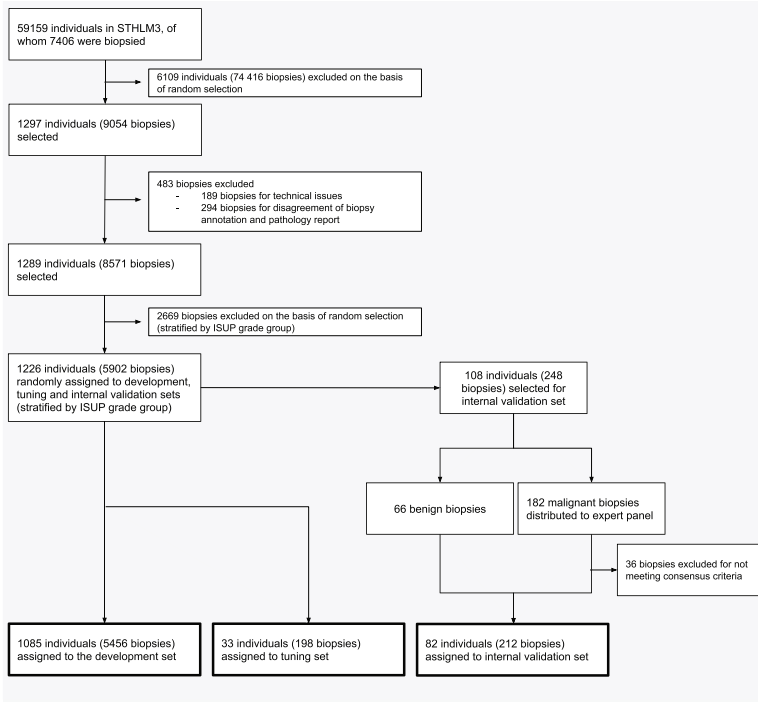 59159 individuals in STHLM3, of
whom 7406 were biopsied
6109 individuals (74 416 biopsies) excluded on the basis
of random selection
1297 individuals (9054 biopsies)
selected
483 biopsies excluded
- 189 biopsies for technical issues
- 294 biopsies for disagreement of biopsy
annotation and pathology report
1289 individuals (8571 biopsies)
selected
2669 biopsies excluded on the basis of random selection
(stratified by ISUP grade group)
1226 individuals (5902 biopsies)
randomly assigned to development,
tuning and internal validation sets
(stratified by ISUP grade group)
108 individuals (248
biopsies) selected for
internal validation set
66 benign biopsies
182 malignant biopsies
distributed to expert panel
36 biopsies excluded for not
meeting consensus criteria
1085 individuals (5456 biopsies)
assigned to the development set
33 individuals (198 biopsies)
assigned to tuning set
82 individuals (212 biopsies)
assigned to internal validation set